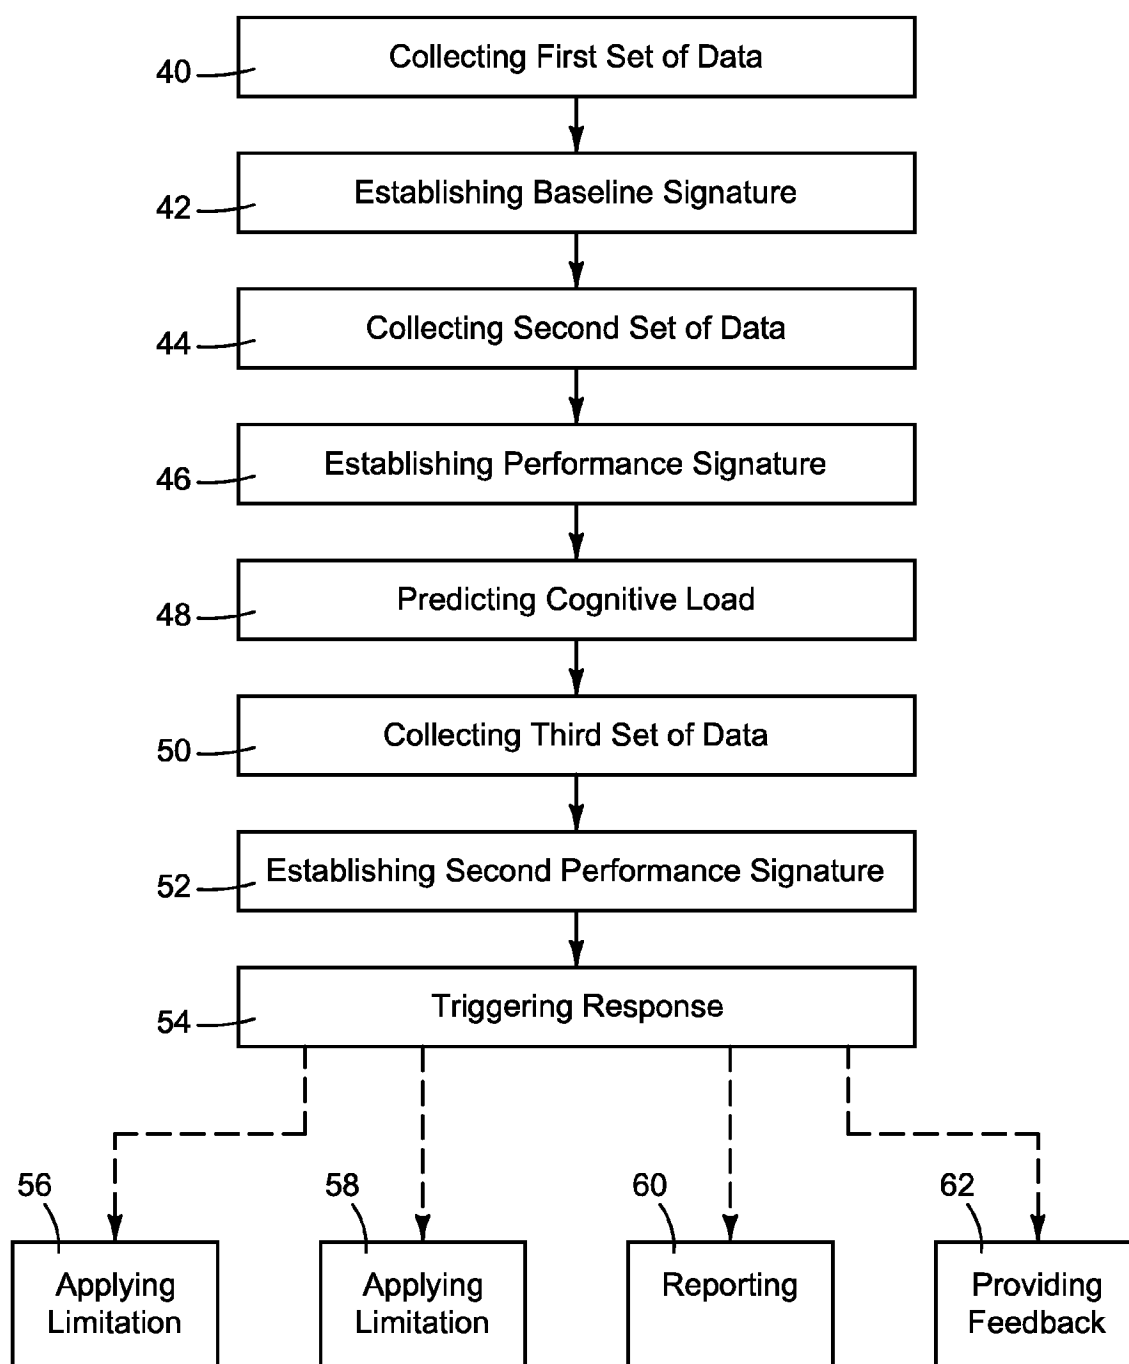 40
Collecting First Set of Data
42
Establishing Baseline Signature
44
Collecting Second Set of Data
46
Establishing Performance Signature
48
Predicting Cognitive Load
50
Collecting Third Set of Data
52
Establishing Second Performance Signature
54
Triggering Response
56
Applying
Limitation
58
Applying
Limitation
60
Reporting
62
Providing
Feedback